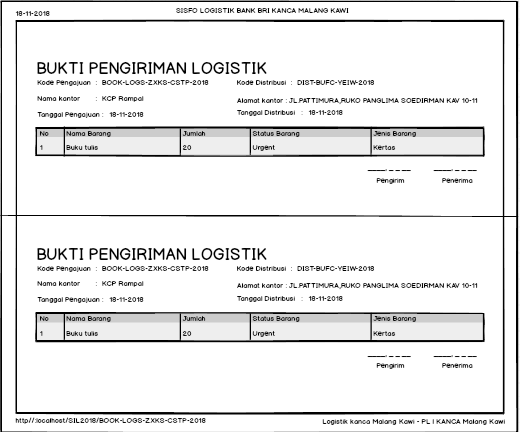 18-11-2018 SISFO LOGISTIK BANK BRI KANCA MALANG KAWI
BUKTI PENGIRIMAN LOGISTIK
Kode Pengajuan : BOOK-LOGS-ZXKS-CSTP-2018 Kode Distribusi : DIST-BUFC-YEIW-2018
Nama kantor : KCP Rampal Alamat kantor : JL.PATTIMURA,RUKO PANGLIMA SOEDIRMAN KAV 10-11
Tanggal Pengajuan : 18-11-2018 Tanggal Distribusi : 18-11-2018
No Nama Barang Jumlah Status Barang Jenis Barang
1 Buku tulis 20 Urgent Kertas
Pengirim Penerima
BUKTI PENGIRIMAN LOGISTIK
Kode Pengajuan : BOOK-LOGS-ZXKS-CSTP-2018 Kode Distribusi : DIST-BUFC-YEIW-2018
Nama kantor : KCP Rampal Alamat kantor : JL.PATTIMURA,RUKO PANGLIMA SOEDIRMAN KAV 10-11
Tanggal Pengajuan : 18-11-2018 Tanggal Distribusi : 18-11-2018
No Nama Barang Jumlah Status Barang Jenis Barang
1 Buku tulis 20 Urgent Kertas
Pengirim Penerima
http//:localhost/SIL2018/BOOK-LOGS-ZXKS-CSTP-2018 Logistik kanca Malang Kawi - PL I KANCA Malang Kawi